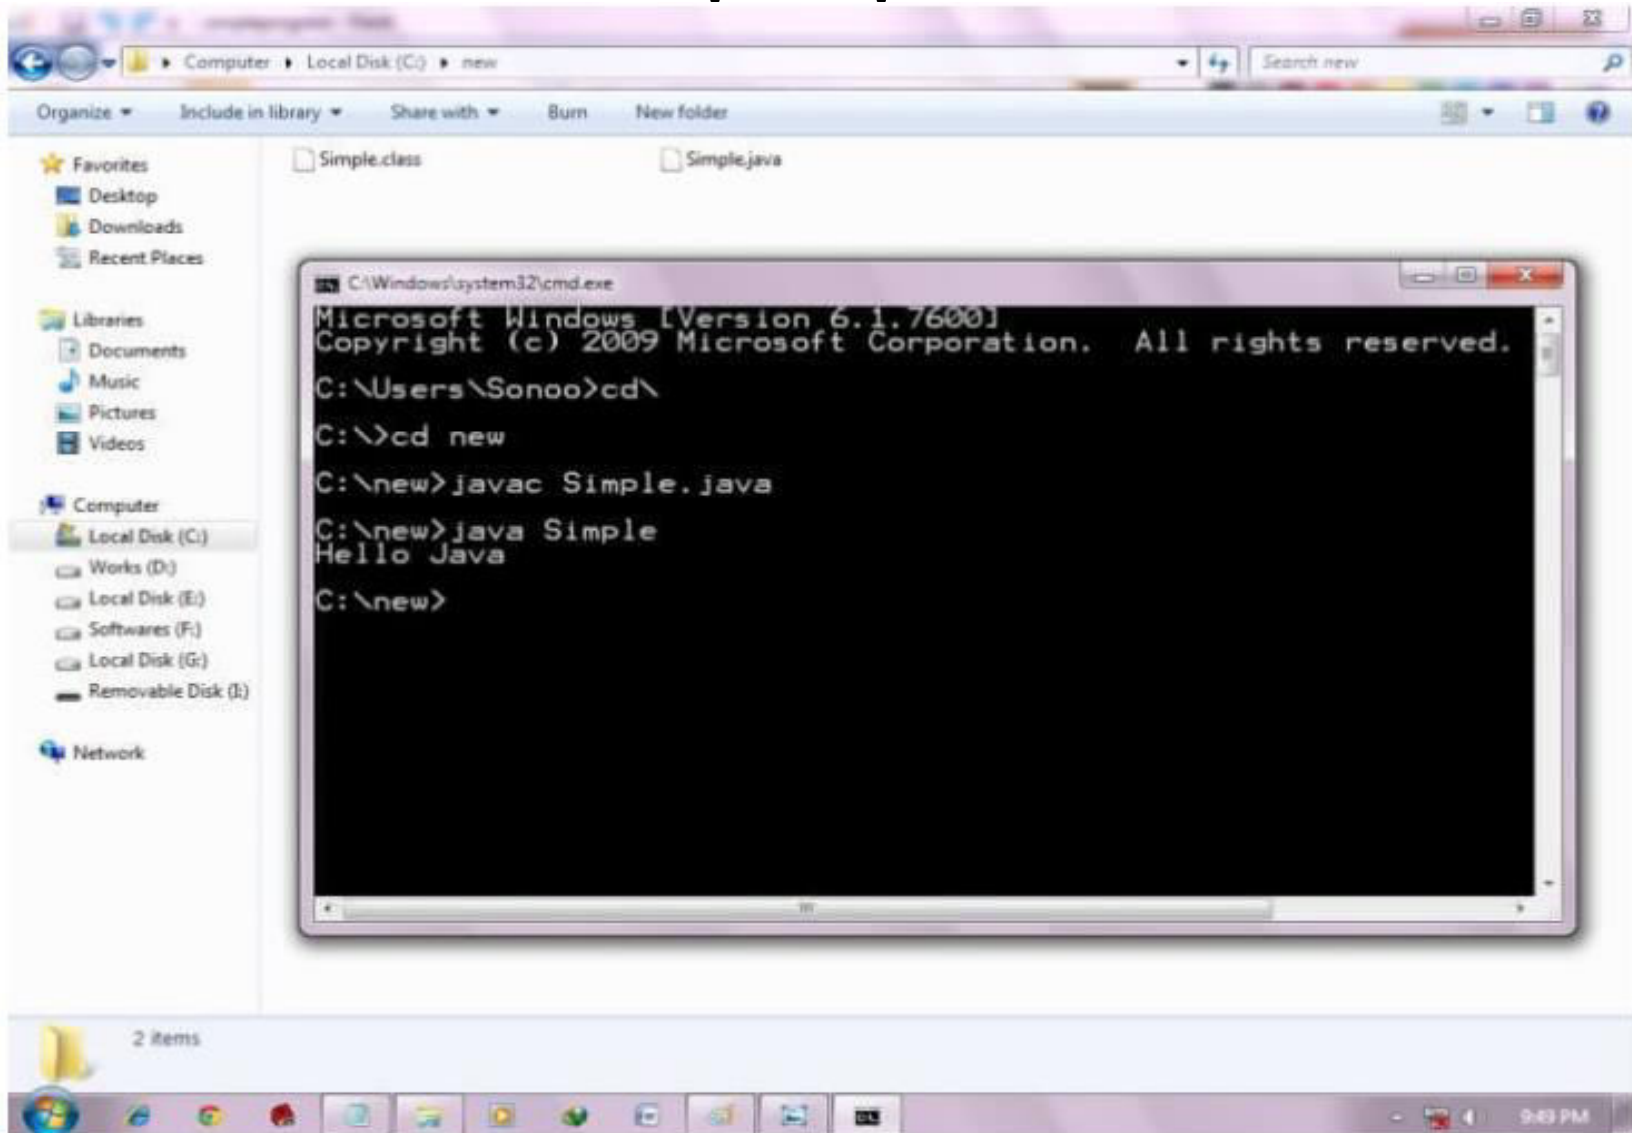 Computer ▸ Local Disk (C:) ▸ new
Search new
Organize
Include in library
Share with
Burn
New folder
Favorites
Desktop
Downloads
Recent Places
Libraries
Documents
Music
Pictures
Videos
Computer
Local Disk (C:)
Works (D:)
Local Disk (E:)
Softwares (F:)
Local Disk (G:)
Removable Disk (I:)
Network
Simple.class
Simple.java
C:\Windows\system32\cmd.exe
Microsoft Windows [Version 6.1.7600]
Copyright (c) 2009 Microsoft Corporation.  All rights reserved.
C:\Users\Sonoo>cd\
C:\>cd new
C:\new>javac Simple.java
C:\new>java Simple
Hello Java
C:\new>
2 items
9:49 PM